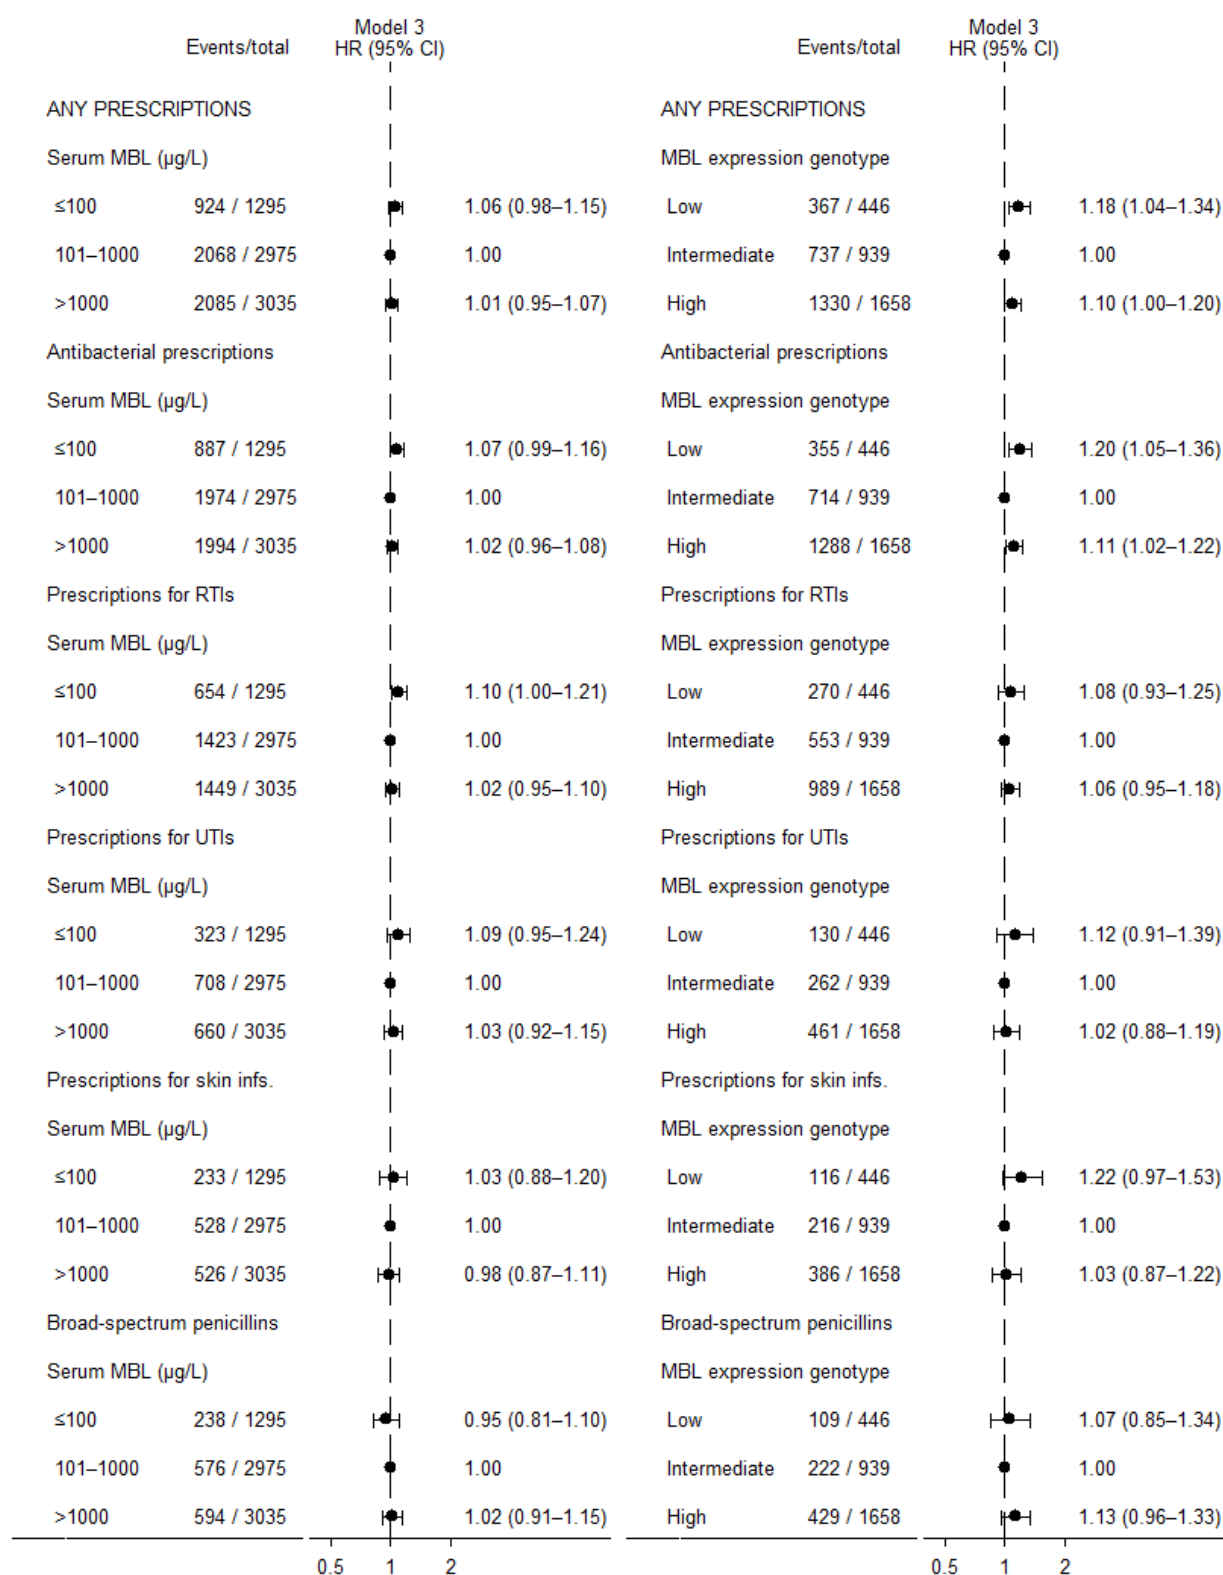 Model 3 Model 3
Events/total HR (95% CI) Events/total HR (95% CI)
ANY PRESCRIPTIONS ANY PRESCRIPTIONS
Serum MBL (µg/L) MBL expression genotype
≤100 924 / 1295 1.06 (0.98–1.15) Low 367 / 446 1.18 (1.04–1.34)
101–1000 2068 / 2975 1.00 Intermediate 737 / 939 1.00
>1000 2085 / 3035 1.01 (0.95–1.07) High 1330 / 1658 1.10 (1.00–1.20)
Antibacterial prescriptions Antibacterial prescriptions
Serum MBL (µg/L) MBL expression genotype
≤100 887 / 1295 1.07 (0.99–1.16) Low 355 / 446 1.20 (1.05–1.36)
101–1000 1974 / 2975 1.00 Intermediate 714 / 939 1.00
>1000 1994 / 3035 1.02 (0.96–1.08) High 1288 / 1658 1.11 (1.02–1.22)
Prescriptions for RTIs Prescriptions for RTIs
Serum MBL (µg/L) MBL expression genotype
≤100 654 / 1295 1.10 (1.00–1.21) Low 270 / 446 1.08 (0.93–1.25)
101–1000 1423 / 2975 1.00 Intermediate 553 / 939 1.00
>1000 1449 / 3035 1.02 (0.95–1.10) High 989 / 1658 1.06 (0.95–1.18)
Prescriptions for UTIs Prescriptions for UTIs
Serum MBL (µg/L) MBL expression genotype
≤100 323 / 1295 1.09 (0.95–1.24) Low 130 / 446 1.12 (0.91–1.39)
101–1000 708 / 2975 1.00 Intermediate 262 / 939 1.00
>1000 660 / 3035 1.03 (0.92–1.15) High 461 / 1658 1.02 (0.88–1.19)
Prescriptions for skin infs. Prescriptions for skin infs.
Serum MBL (µg/L) MBL expression genotype
≤100 233 / 1295 1.03 (0.88–1.20) Low 116 / 446 1.22 (0.97–1.53)
101–1000 528 / 2975 1.00 Intermediate 216 / 939 1.00
>1000 526 / 3035 0.98 (0.87–1.11) High 386 / 1658 1.03 (0.87–1.22)
Broad-spectrum penicillins Broad-spectrum penicillins
Serum MBL (µg/L) MBL expression genotype
≤100 238 / 1295 0.95 (0.81–1.10) Low 109 / 446 1.07 (0.85–1.34)
101–1000 576 / 2975 1.00 Intermediate 222 / 939 1.00
>1000 594 / 3035 1.02 (0.91–1.15) High 429 / 1658 1.13 (0.96–1.33)
0.5 1 2 0.5 1 2